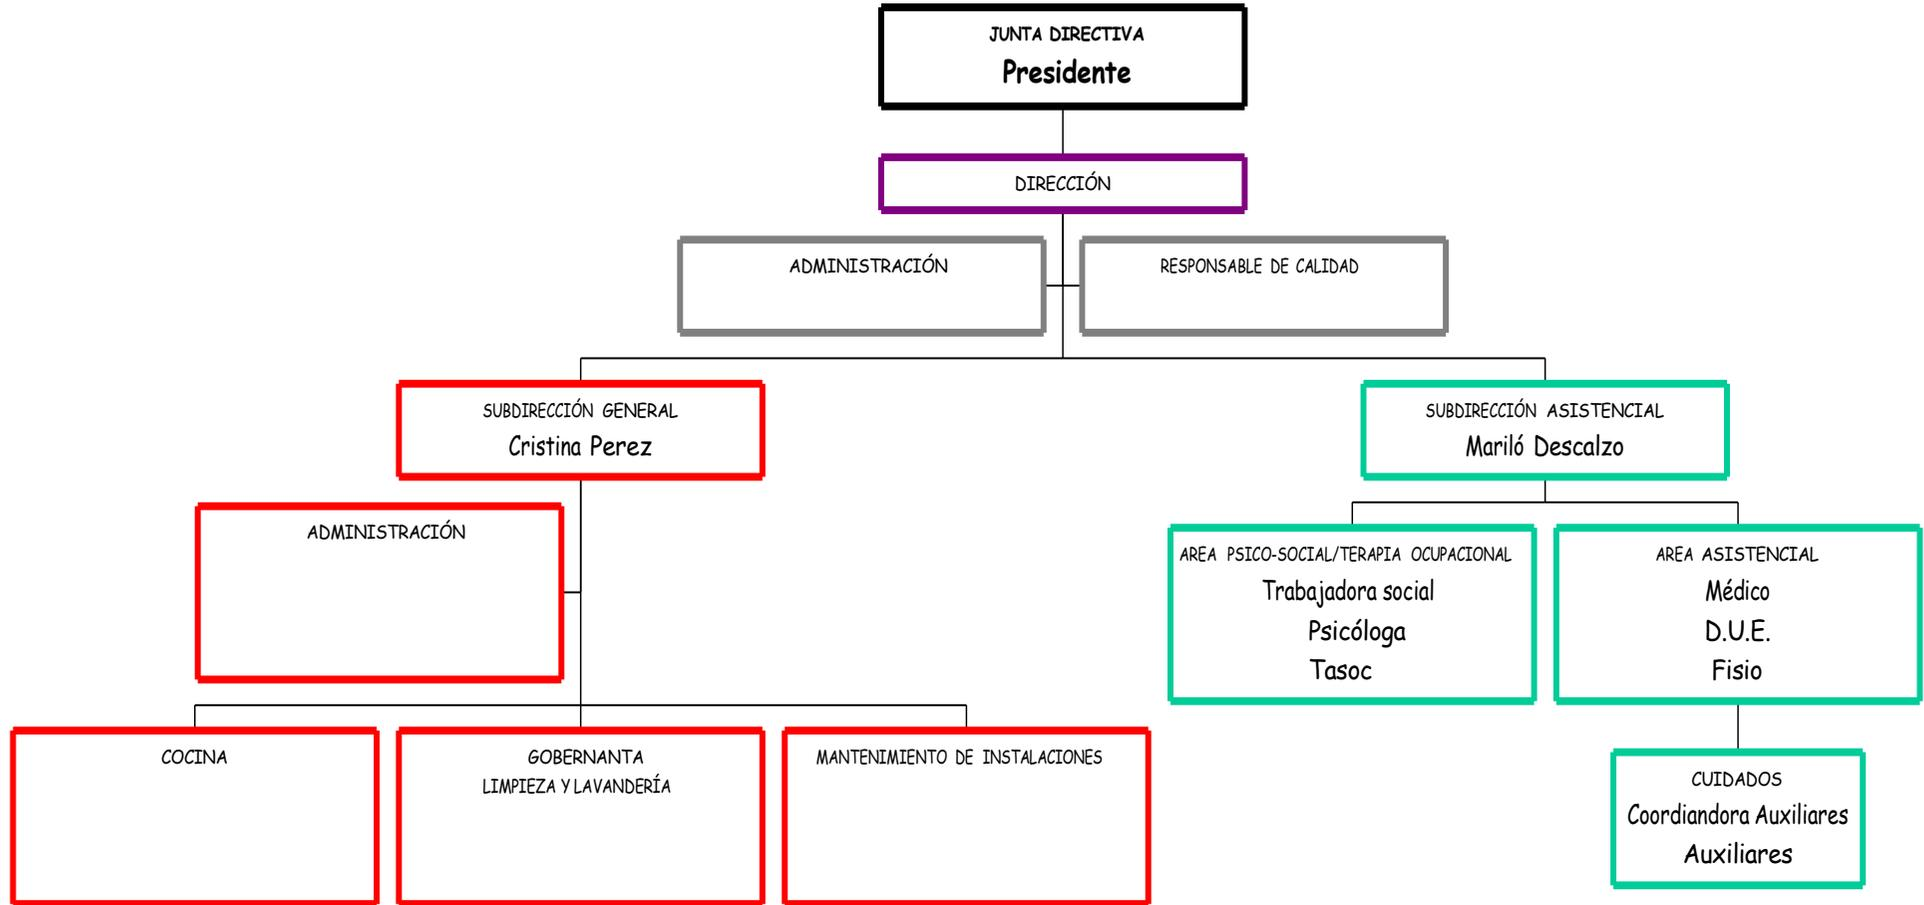 JUNTA DIRECTIVA
Presidente
DIRECCIÓN
ADMINISTRACIÓN
RESPONSABLE DE CALIDAD
SUBDIRECCIÓN GENERAL
Cristina Perez
SUBDIRECCIÓN ASISTENCIAL
Mariló Descalzo
ADMINISTRACIÓN
AREA PSICO-SOCIAL/TERAPIA OCUPACIONAL
Trabajadora social
Psicóloga
Tasoc
AREA ASISTENCIAL
Médico
D.U.E.
Fisio
COCINA
GOBERNANTA
LIMPIEZA Y LAVANDERÍA
MANTENIMIENTO DE INSTALACIONES
CUIDADOS
Coordiandora Auxiliares
Auxiliares